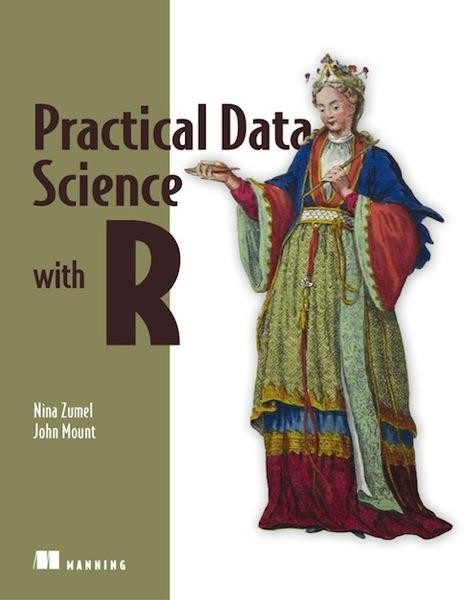 Practical Data
Science
with R
Nina Zumel
John Mount
MANNING